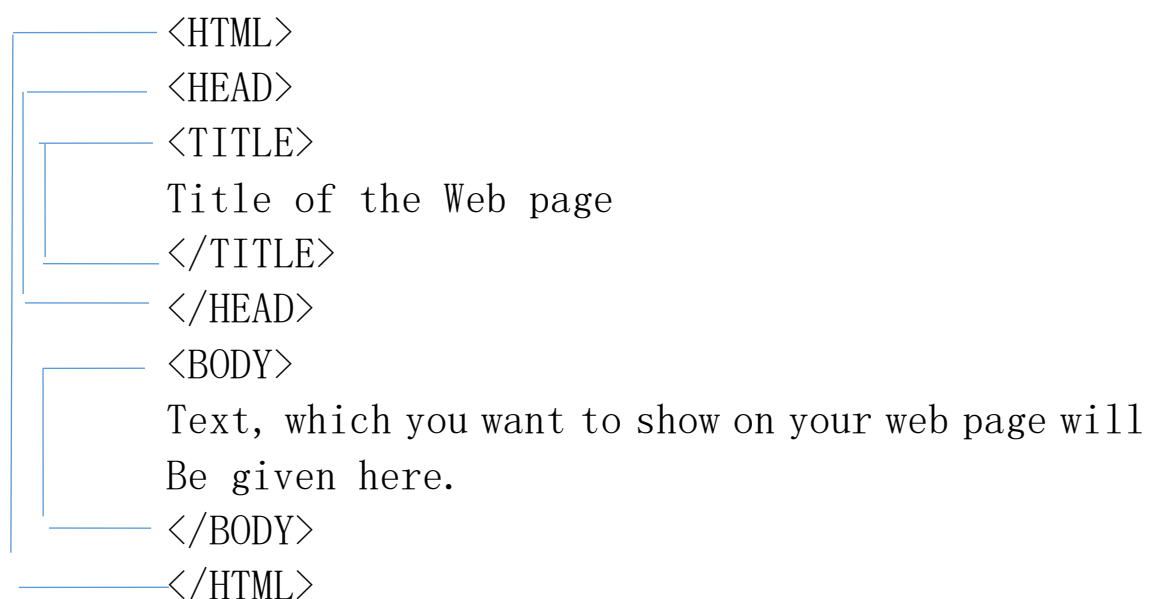 <HTML>
<HEAD>
<TITLE>
Title of the Web page
</TITLE>
</HEAD>
<BODY>
Text, which you want to show on your web page will
Be given here.
</BODY>
</HTML>